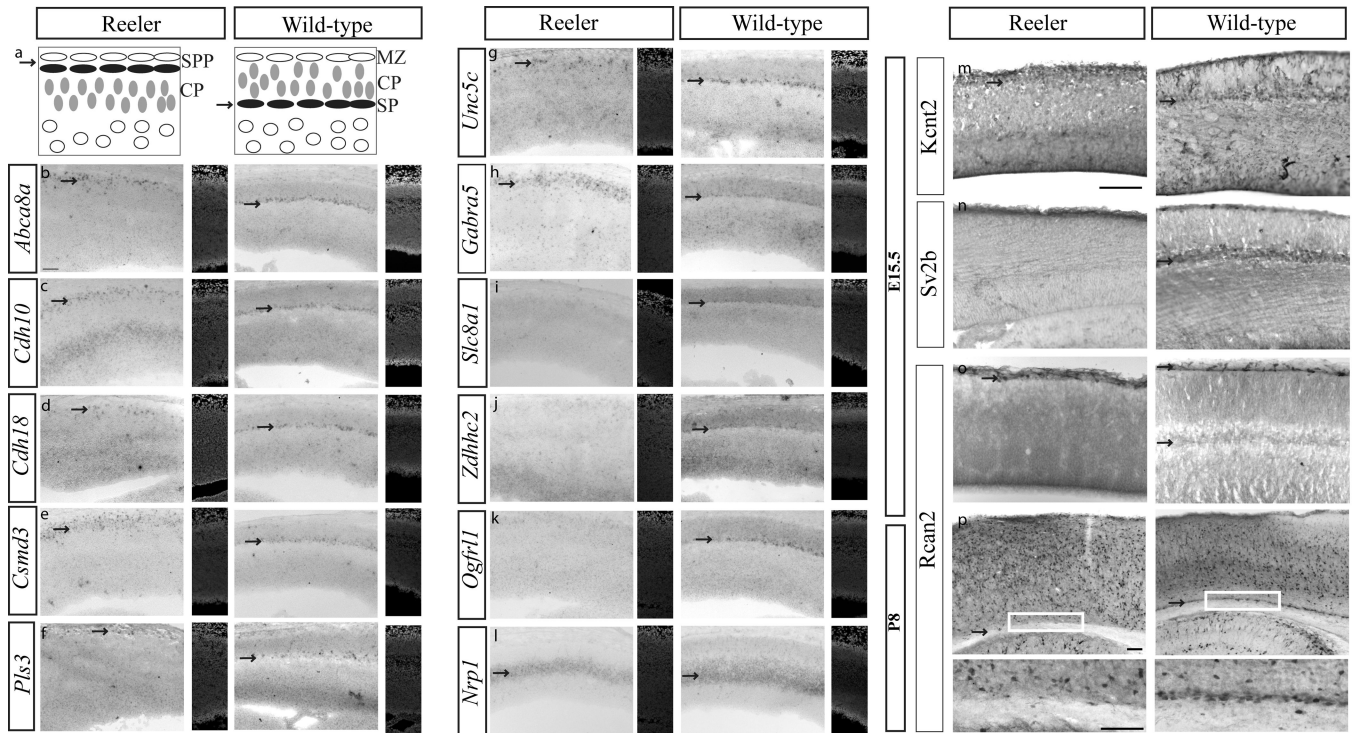 Reeler
Wild-type
a
SPP
CP
MZ
CP
SP
b
Abca8a
c
Cdh10
d
Cdh18
e
Csmd3
f
Pls3
Reeler
Wild-type
g
Unc5c
h
Gabra5
i
Slc8a1
j
Zdhhc2
k
Ogfrl1
l
Nrp1
Reeler
Wild-type
E15.5
m
Kcnt2
n
Sv2b
o
Rcan2
P8
p